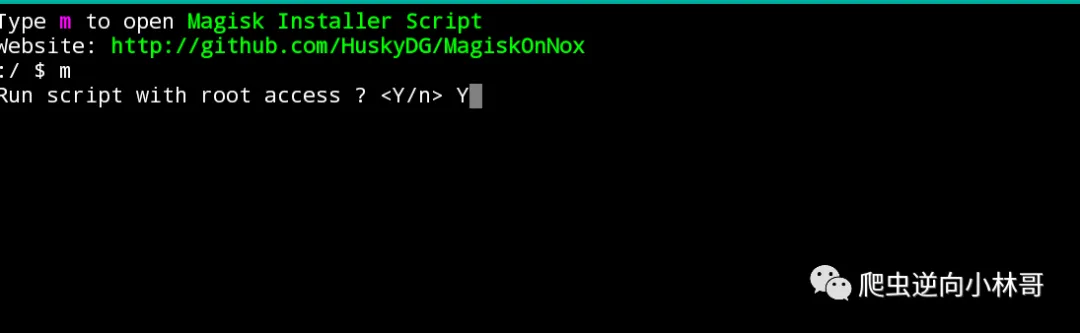 Type m to open Magisk Installer Script
Website: http://github.com/HuskyDG/MagiskOnNox
:/ $ m
Run script with root access ? <Y/n> Y
爬虫逆向小林哥